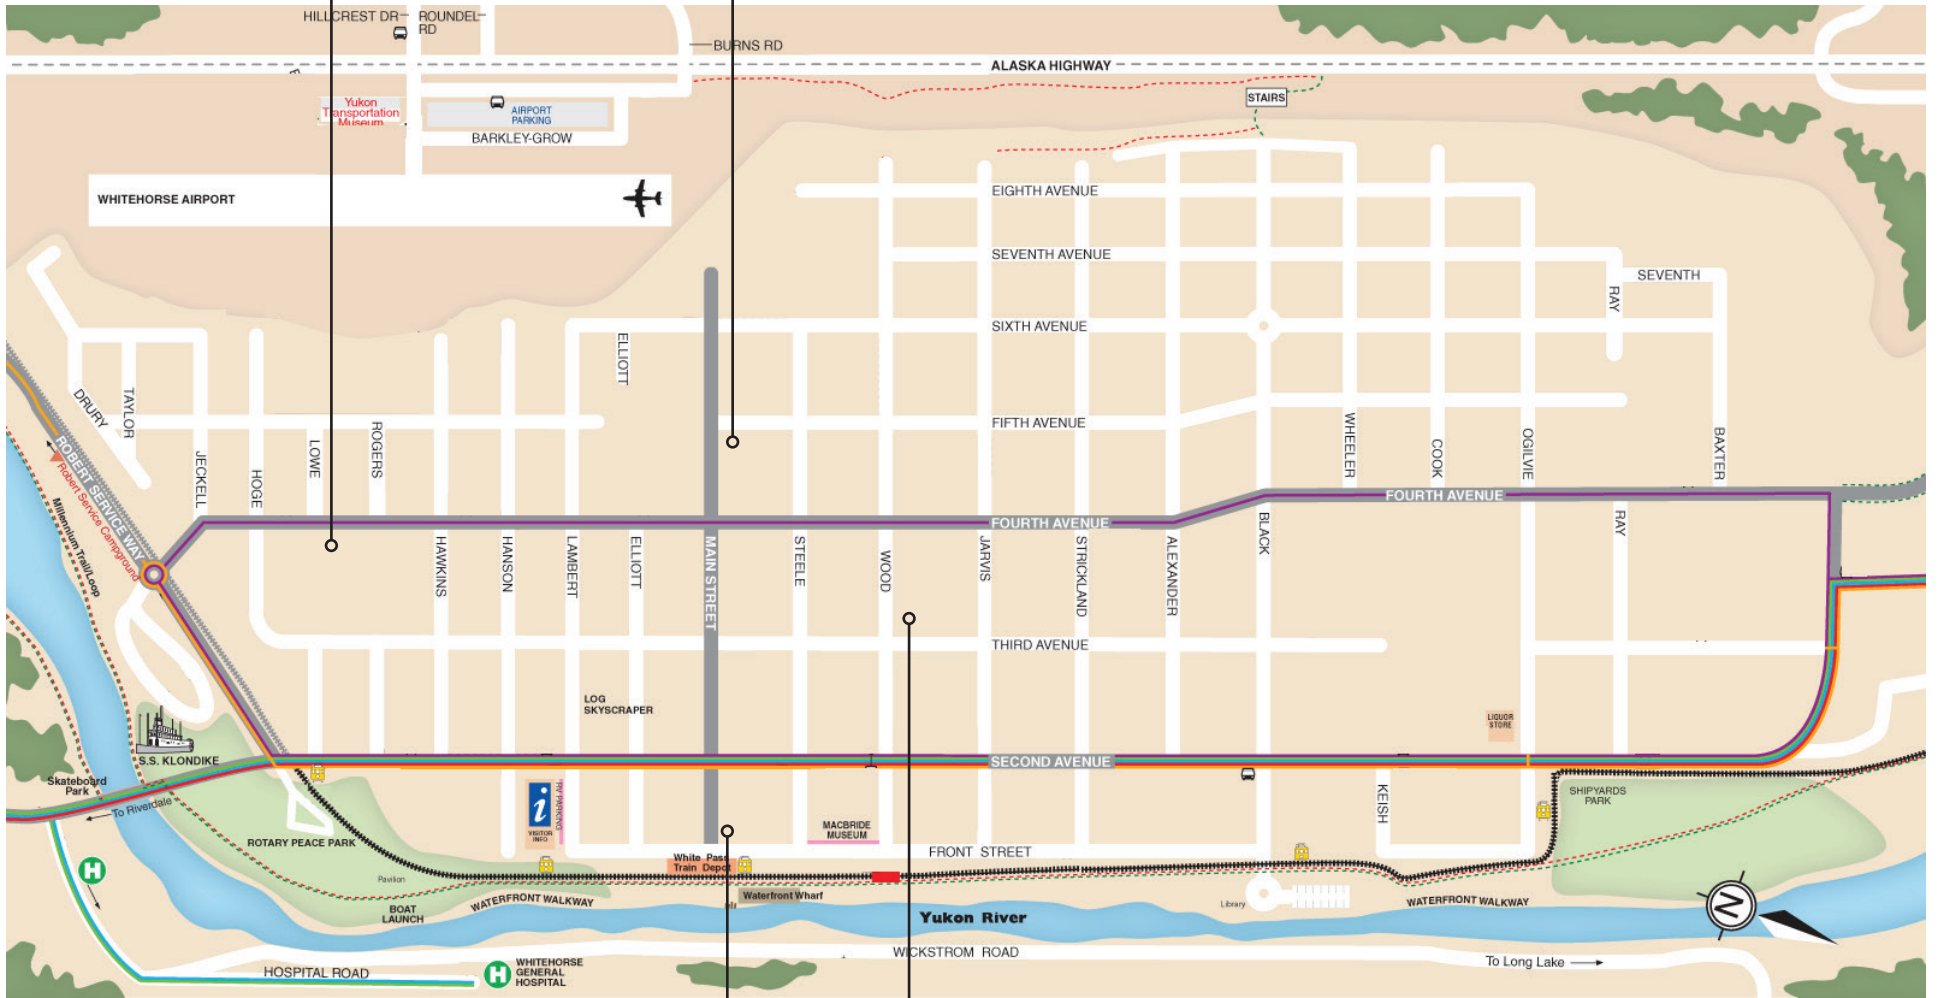 HILLCREST DR
ROUNDEL
RD
BURNS RD
ALASKA HIGHWAY
STAIRS
Yukon
Transportation
Museum
AIRPORT
PARKING
BARKLEY-GROW
WHITEHORSE AIRPORT
EIGHTH AVENUE
SEVENTH AVENUE
SEVENTH
RAY
SIXTH AVENUE
ELLIOTT
DRURY
TAYLOR
JECKELL
HOGE
LOWE
ROGERS
FIFTH AVENUE
WHEELER
COOK
OGILVIE
BAXTER
ROBERT SERVICE WAY
Robert Service Campground
Millennium Trail/Loop
FOURTH AVENUE
FOURTH AVENUE
HAWKINS
HANSON
LAMBERT
ELLIOTT
MAIN STREET
STEELE
WOOD
JARVIS
STRICKLAND
ALEXANDER
BLACK
RAY
THIRD AVENUE
LOG
SKYSCRAPER
LIQUOR
STORE
S.S. KLONDIKE
SECOND AVENUE
Skateboard
Park
To Riverdale
i
VISITOR
INFO
RV PARKING
KEISH
SHIPYARDS
PARK
MACBRIDE
MUSEUM
ROTARY PEACE PARK
FRONT STREET
White Pass
Train Depot
H
Pavilion
Waterfront Wharf
BOAT
LAUNCH
WATERFRONT WALKWAY
Library
WATERFRONT WALKWAY
N
Yukon River
WICKSTROM ROAD
To Long Lake
HOSPITAL ROAD
H
WHITEHORSE
GENERAL
HOSPITAL